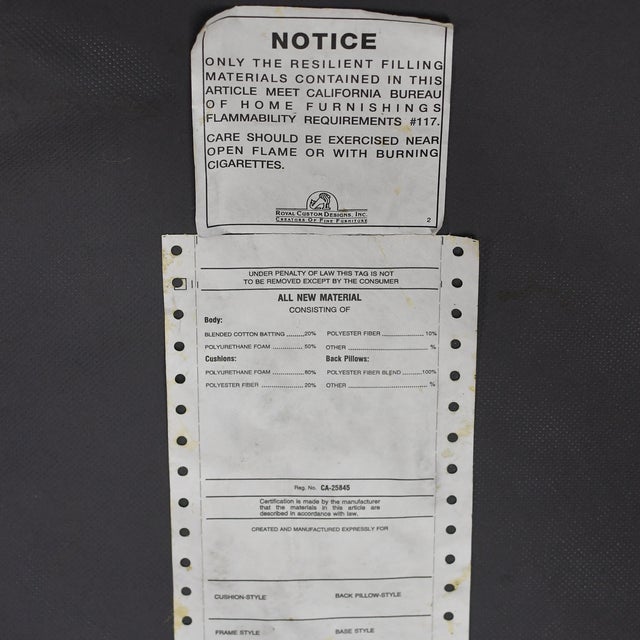 NOTICE
ONLY THE RESILIENT FILLING
MATERIALS CONTAINED IN THIS
ARTICLE MEET CALIFORNIA BUREAU
OF HOME FURNISHINGS
FLAMMABILITY REQUIREMENTS #117.
CARE SHOULD BE EXERCISED NEAR
OPEN FLAME OR WITH BURNING
CIGARETTES.
ROYAL CUSTOM DESIGNS, INC.
CREATORS OF FINE FURNITURE
2
UNDER PENALTY OF LAW THIS TAG IS NOT
TO BE REMOVED EXCEPT BY THE CONSUMER
ALL NEW MATERIAL
CONSISTING OF
Body:
BLENDED COTTON BATTING ........20% POLYESTER FIBER ................... 10%
POLYURETHANE FOAM ............. 50% OTHER .................................... %
Cushions: Back Pillows:
POLYURETHANE FOAM ............. 80% POLYESTER FIBER BLEND .........100%
POLYESTER FIBER ................... 20% OTHER .................................... %
Reg. No. CA-25845
Certification is made by the manufacturer
that the materials in this article are
described in accordance with law.
CREATED AND MANUFACTURED EXPRESSLY FOR
CUSHION-STYLE BACK PILLOW-STYLE
FRAME STYLE BASE STYLE